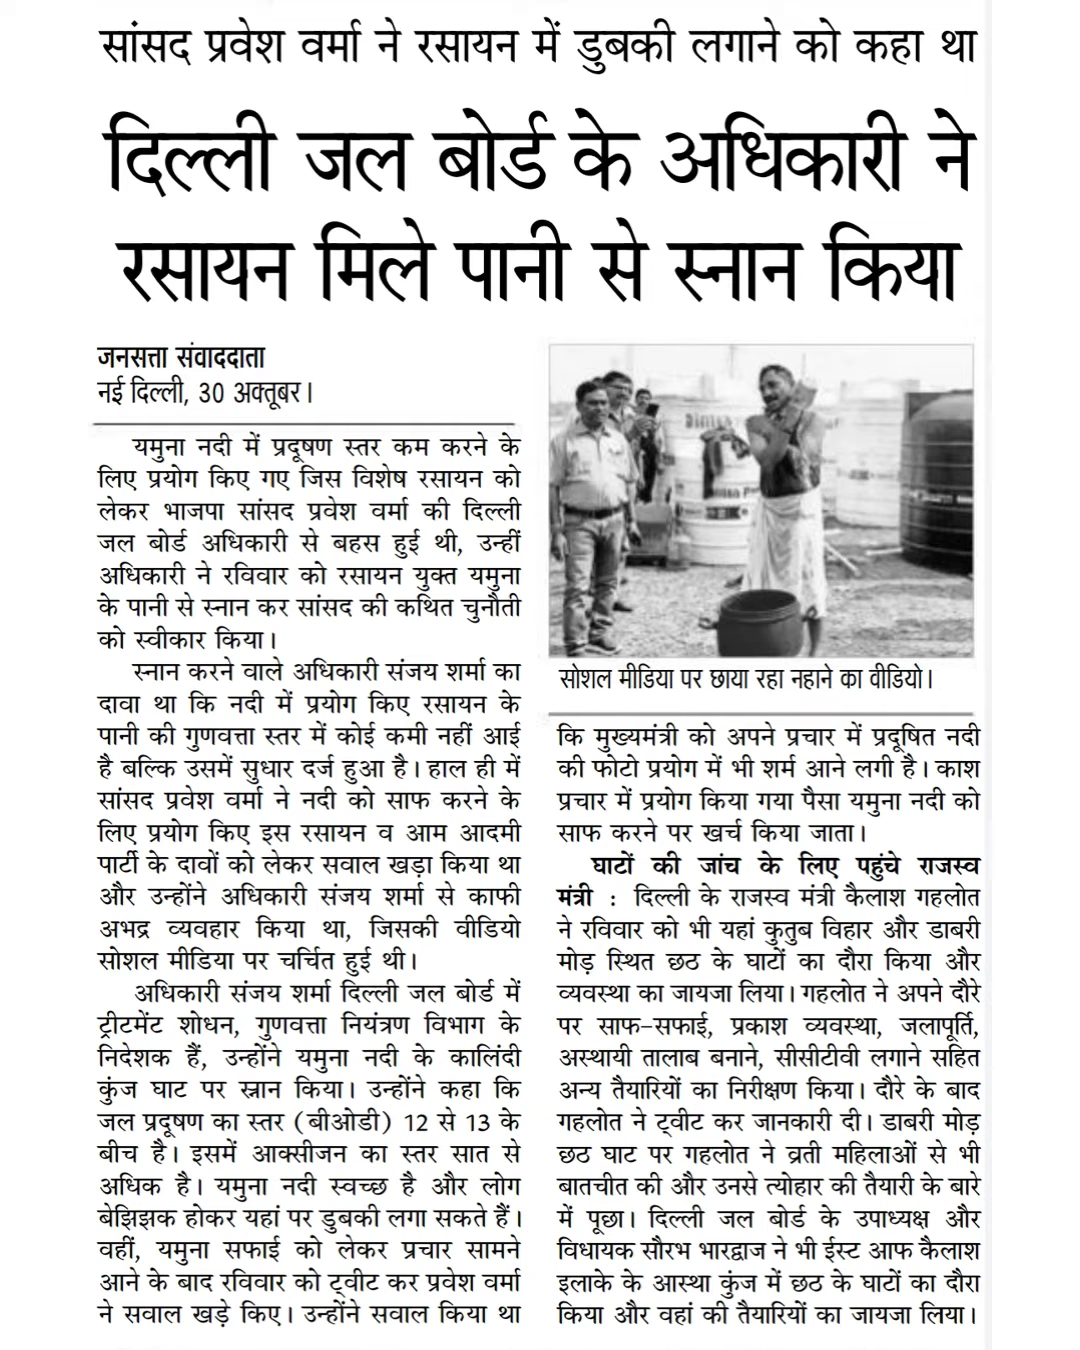 सांसद प्रवेश वर्मा ने रसायन में डुबकी लगाने को कहा था
दिल्ली जल बोर्ड के अधिकारी ने
रसायन मिले पानी से स्नान किया
जनसत्ता संवाददाता
नई दिल्ली, 30 अक्तूबर।
यमुना नदी में प्रदूषण स्तर कम करने के
लिए प्रयोग किए गए जिस विशेष रसायन को
लेकर भाजपा सांसद प्रवेश वर्मा की दिल्ली
जल बोर्ड अधिकारी से बहस हुई थी, उन्हीं
अधिकारी ने रविवार को रसायन युक्त यमुना
के पानी से स्नान कर सांसद की कथित चुनौती
को स्वीकार किया।
स्नान करने वाले अधिकारी संजय शर्मा का
दावा था कि नदी में प्रयोग किए रसायन के
पानी की गुणवत्ता स्तर में कोई कमी नहीं आई
है बल्कि उसमें सुधार दर्ज हुआ है। हाल ही में
सांसद प्रवेश वर्मा ने नदी को साफ करने के
लिए प्रयोग किए इस रसायन व आम आदमी
पार्टी के दावों को लेकर सवाल खड़ा किया था
और उन्होंने अधिकारी संजय शर्मा से काफी
अभद्र व्यवहार किया था, जिसकी वीडियो
सोशल मीडिया पर चर्चित हुई थी।
अधिकारी संजय शर्मा दिल्ली जल बोर्ड में
ट्रीटमेंट शोधन, गुणवत्ता नियंत्रण विभाग के
निदेशक हैं, उन्होंने यमुना नदी के कालिंदी
कुंज घाट पर स्नान किया। उन्होंने कहा कि
जल प्रदूषण का स्तर (बीओडी) 12 से 13 के
बीच है। इसमें आक्सीजन का स्तर सात से
अधिक है। यमुना नदी स्वच्छ है और लोग
बेझिझक होकर यहां पर डुबकी लगा सकते हैं।
वहीं, यमुना सफाई को लेकर प्रचार सामने
आने के बाद रविवार को ट्वीट कर प्रवेश वर्मा
ने सवाल खड़े किए। उन्होंने सवाल किया था
सोशल मीडिया पर छाया रहा नहाने का वीडियो।
कि मुख्यमंत्री को अपने प्रचार में प्रदूषित नदी
की फोटो प्रयोग में भी शर्म आने लगी है। काश
प्रचार में प्रयोग किया गया पैसा यमुना नदी को
साफ करने पर खर्च किया जाता।
घाटों की जांच के लिए पहुंचे राजस्व
मंत्री : दिल्ली के राजस्व मंत्री कैलाश गहलोत
ने रविवार को भी यहां कुतुब विहार और डाबरी
मोड़ स्थित छठ के घाटों का दौरा किया और
व्यवस्था का जायजा लिया। गहलोत ने अपने दौरे
पर साफ-सफाई, प्रकाश व्यवस्था, जलापूर्ति,
अस्थायी तालाब बनाने, सीसीटीवी लगाने सहित
अन्य तैयारियों का निरीक्षण किया। दौरे के बाद
गहलोत ने ट्वीट कर जानकारी दी। डाबरी मोड़
छठ घाट पर गहलोत ने व्रती महिलाओं से भी
बातचीत की और उनसे त्योहार की तैयारी के बारे
में पूछा। दिल्ली जल बोर्ड के उपाध्यक्ष और
विधायक सौरभ भारद्वाज ने भी ईस्ट आफ कैलाश
इलाके के आस्था कुंज में छठ के घाटों का दौरा
किया और वहां की तैयारियों का जायजा लिया।